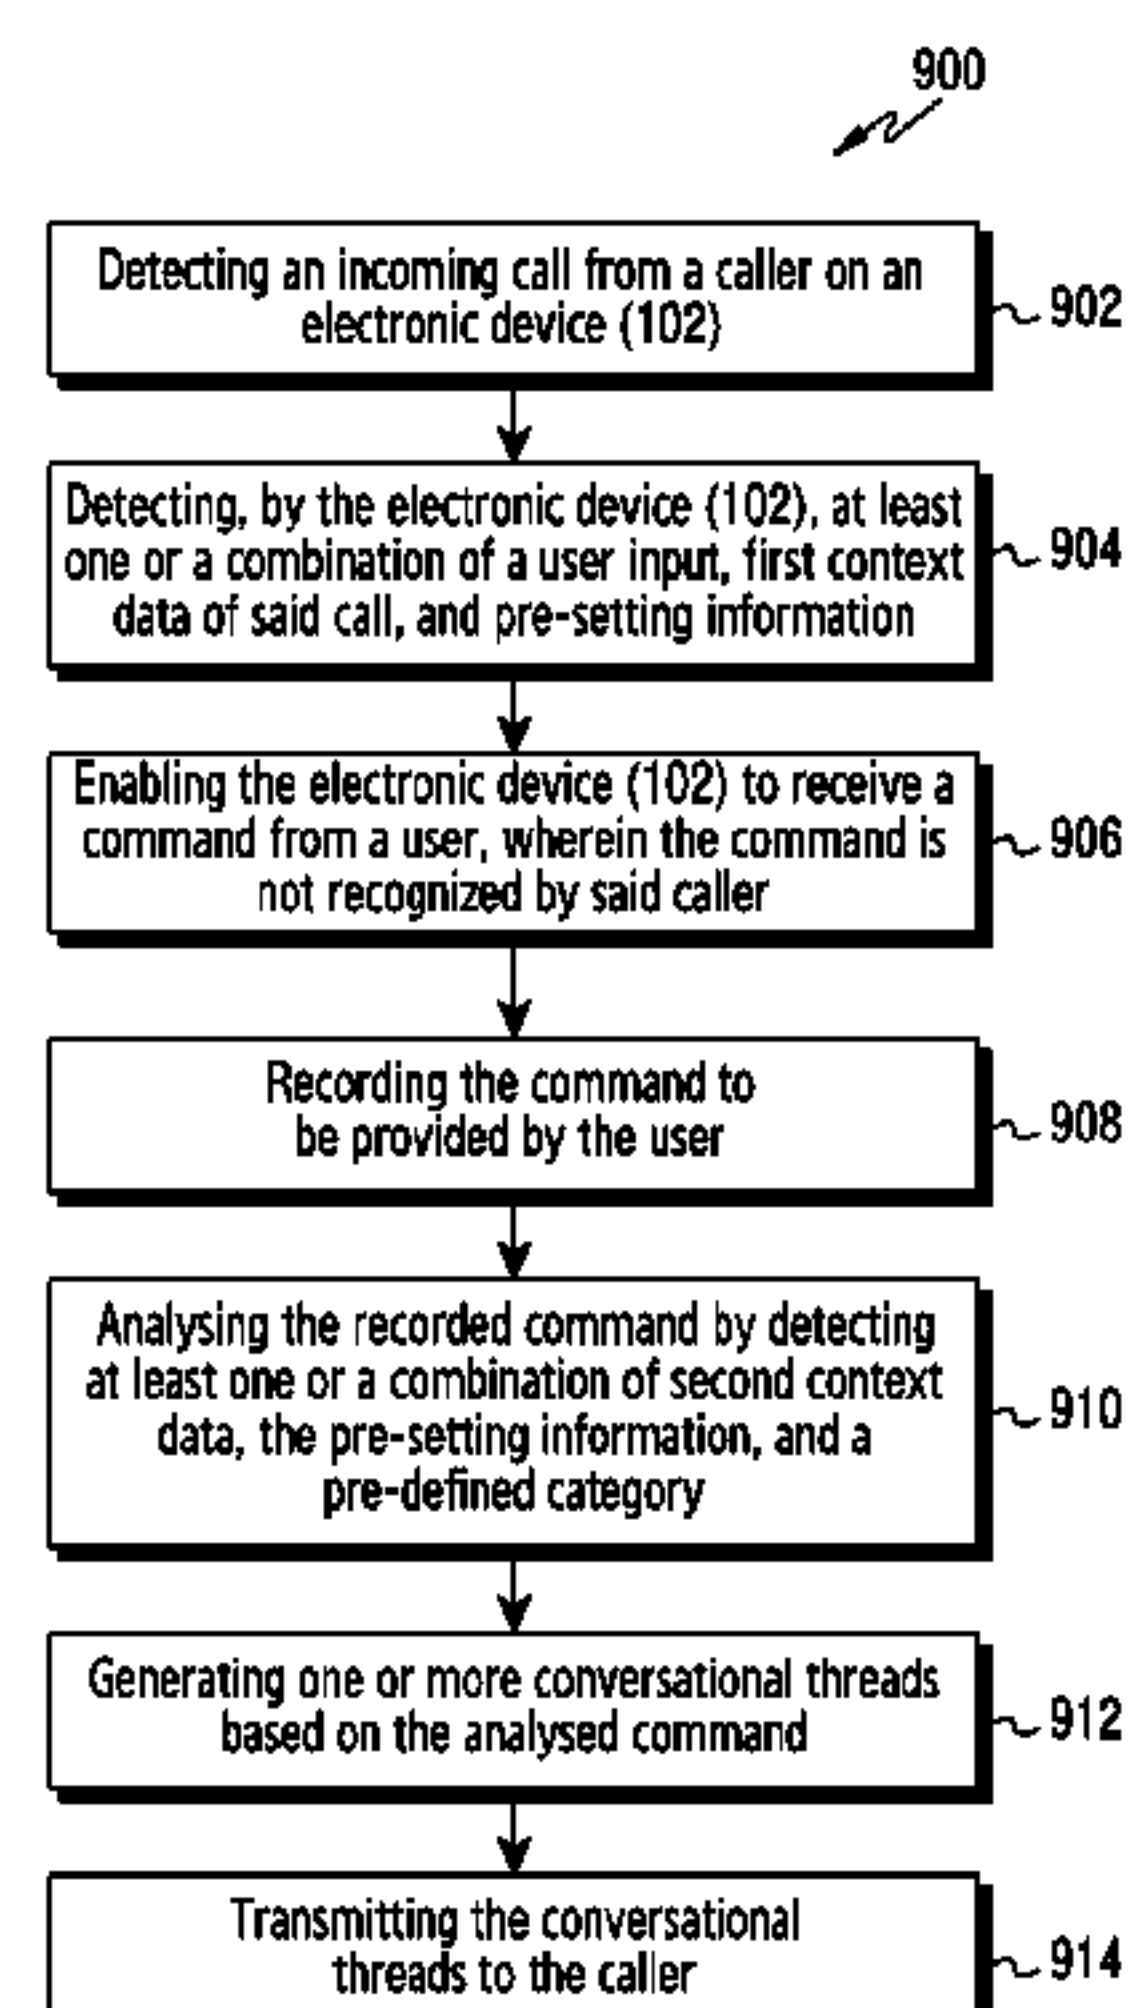 900
Detecting an incoming call from a caller on an
electronic device (102)
902
Detecting, by the electronic device (102), at least
one or a combination of a user input, first context
data of said call, and pre-setting information
904
Enabling the electronic device (102) to receive a
command from a user, wherein the command is
not recognized by said caller
906
Recording the command to
be provided by the user
908
Analysing the recorded command by detecting
at least one or a combination of second context
data, the pre-setting information, and a
pre-defined category
910
Generating one or more conversational threads
based on the analysed command
912
Transmitting the conversational
threads to the caller
914